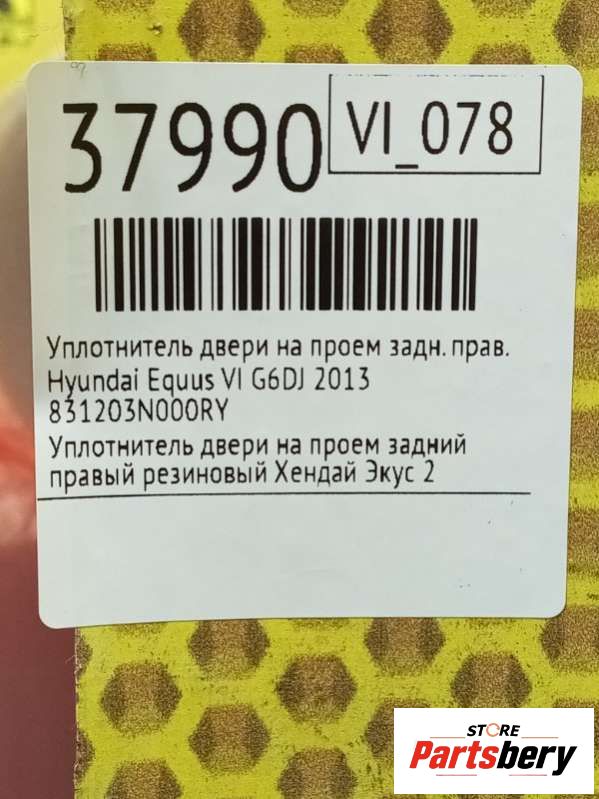 37990
VI_078
Уплотнитель двери на проем задн. прав.
Hyundai Equus VI G6DJ 2013
831203N000RY
Уплотнитель двери на проем задний
правый резиновый Хендай Экус 2
STORE
Partsbery